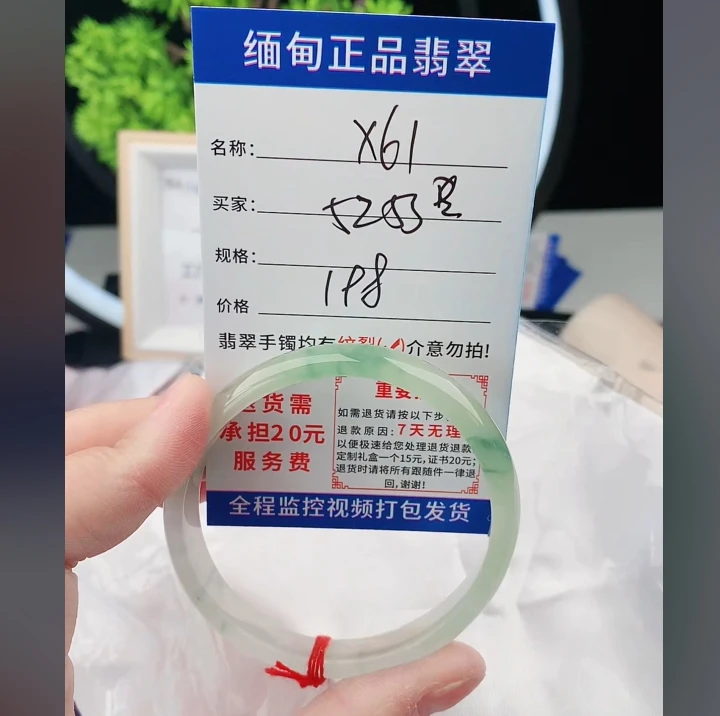 缅甸正品翡翠
名称：X61
买家：
规格：
价格 198
翡翠手镯均有纹裂 介意勿拍!
退货需
承担20元
服务费
重要
如需退货请按以下步
退款原因：7天无理
以便极速给您处理退货退款
定制礼盒一个15元，证书20元；
退货时请将所有跟随件一律退
回，谢谢!
全程监控视频打包发货